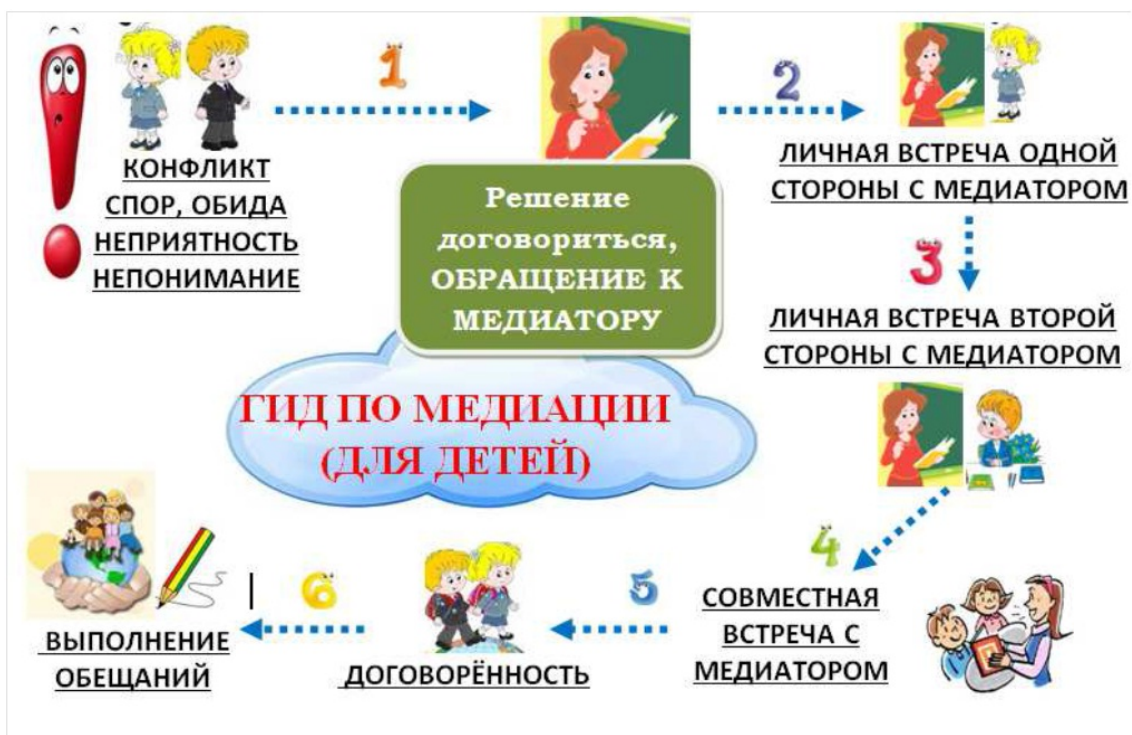 1
2
КОНФЛИКТ
СПОР, ОБИДА
НЕПРИЯТНОСТЬ
НЕПОНИМАНИЕ
Решение
договориться,
ОБРАЩЕНИЕ К
МЕДИАТОРУ
ЛИЧНАЯ ВСТРЕЧА ОДНОЙ
СТОРОНЫ С МЕДИАТОРОМ
3
ЛИЧНАЯ ВСТРЕЧА ВТОРОЙ
СТОРОНЫ С МЕДИАТОРОМ
ГИД ПО МЕДИАЦИИ
(ДЛЯ ДЕТЕЙ)
4
СОВМЕСТНАЯ
ВСТРЕЧА С
МЕДИАТОРОМ
5
ДОГОВОРЁННОСТЬ
6
ВЫПОЛНЕНИЕ
ОБЕЩАНИЙ